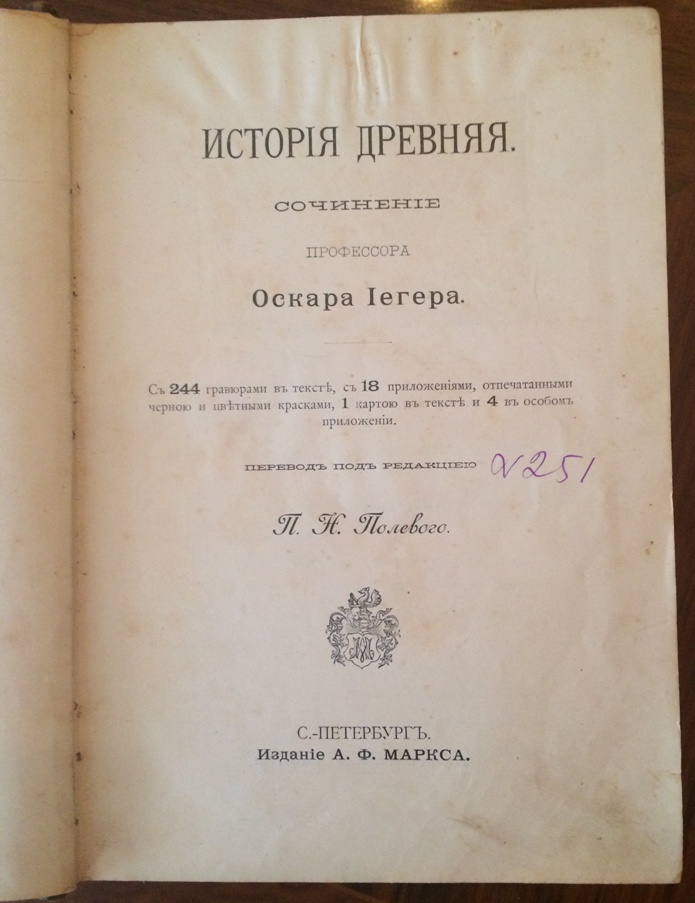 ИСТОРІЯ ДРЕВНЯЯ.
СОЧИНЕНІЕ
ПРОФЕССОРА
Оскара Іегера.
Съ 244 гравюрами въ текстѣ, съ 18 приложеніями, отпечатанными
черною и цвѣтными красками, 1 картою въ текстѣ и 4 въ особомъ
приложеніи.
ПЕРЕВОДЪ ПОДЪ РЕДАКЦІЕЮ
N 251
П. Н. Полевого.
С.-ПЕТЕРБУРГЪ.
Изданіе А. Ф. МАРКСА.